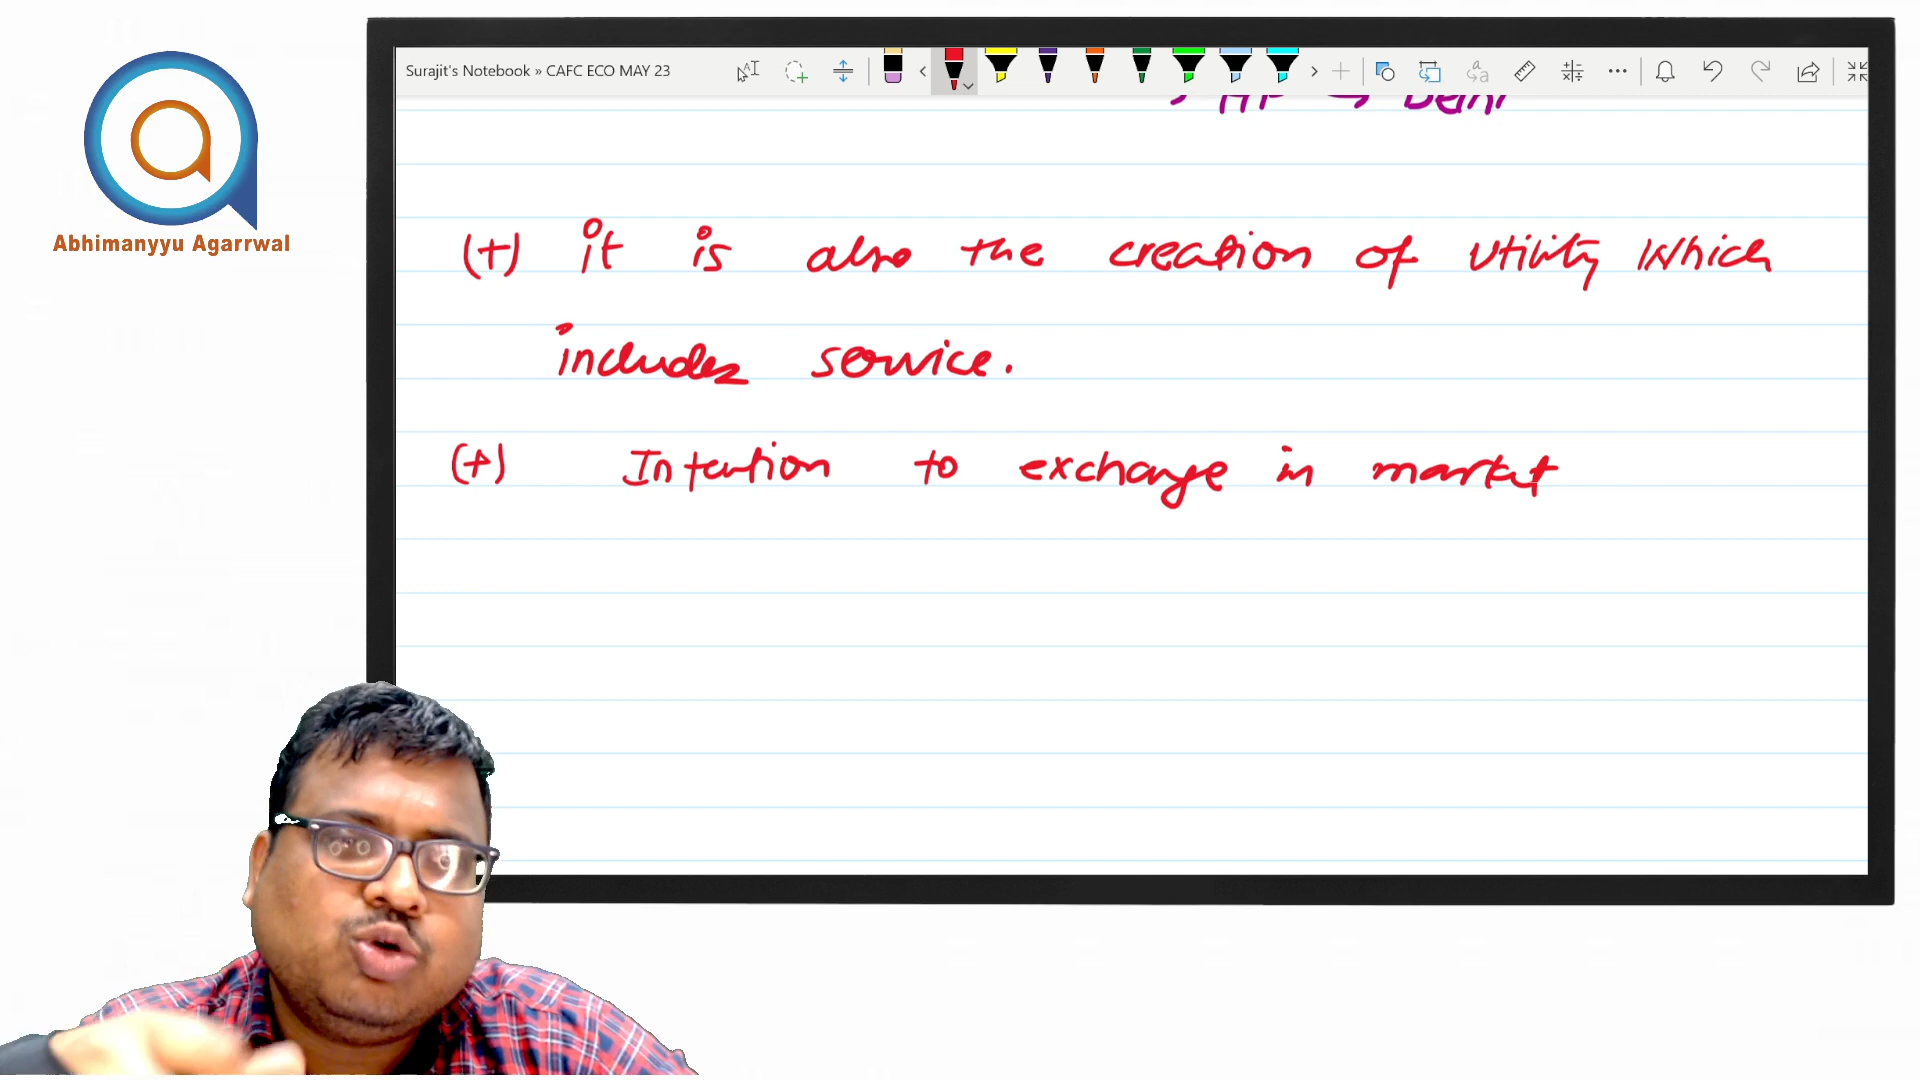 Surajit's Notebook » CAFC ECO MAY 23
Abhimanyyu Agarrwal
(+) it is also the creation of utility which
includes service.
(+) Intention to exchange in market